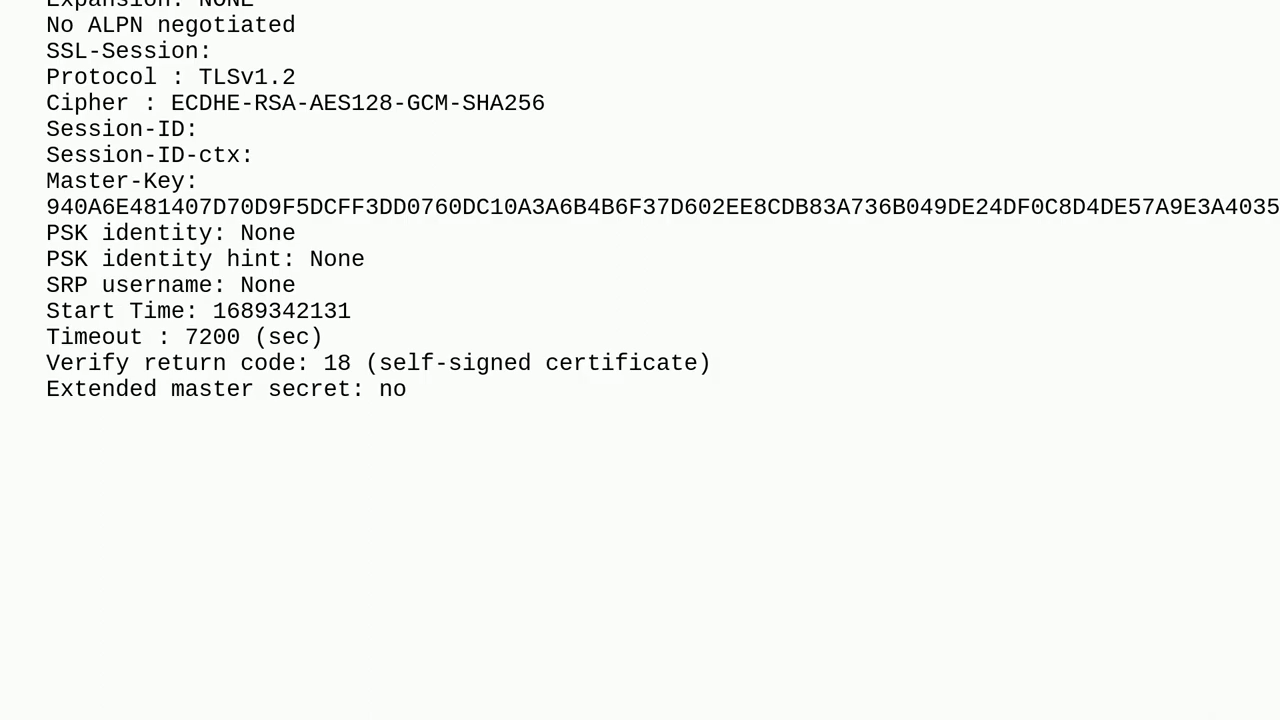 Expansion: NONE
No ALPN negotiated
SSL-Session:
Protocol : TLSv1.2
Cipher : ECDHE-RSA-AES128-GCM-SHA256
Session-ID:
Session-ID-ctx:
Master-Key:
940A6E481407D70D9F5DCFF3DD0760DC10A3A6B4B6F37D602EE8CDB83A736B049DE24DF0C8D4DE57A9E3A4035
PSK identity: None
PSK identity hint: None
SRP username: None
Start Time: 1689342131
Timeout : 7200 (sec)
Verify return code: 18 (self-signed certificate)
Extended master secret: no